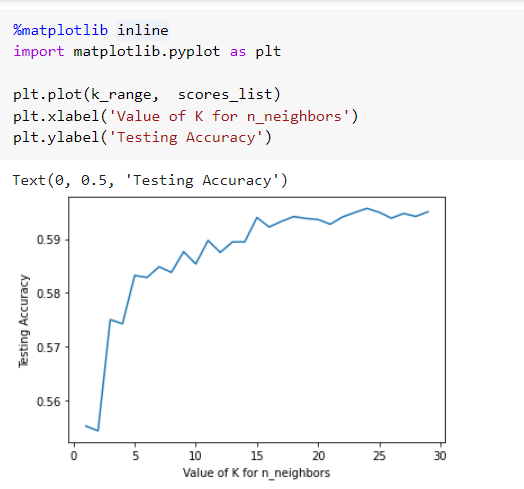 %matplotlib inline
import matplotlib.pyplot as plt
plt.plot(k_range,  scores_list)
plt.xlabel('Value of K for n_neighbors')
plt.ylabel('Testing Accuracy')
Text(0, 0.5, 'Testing Accuracy')
0.59
0.58
0.57
0.56
Testing Accuracy
0 5 10 15 20 25 30
Value of K for n_neighbors